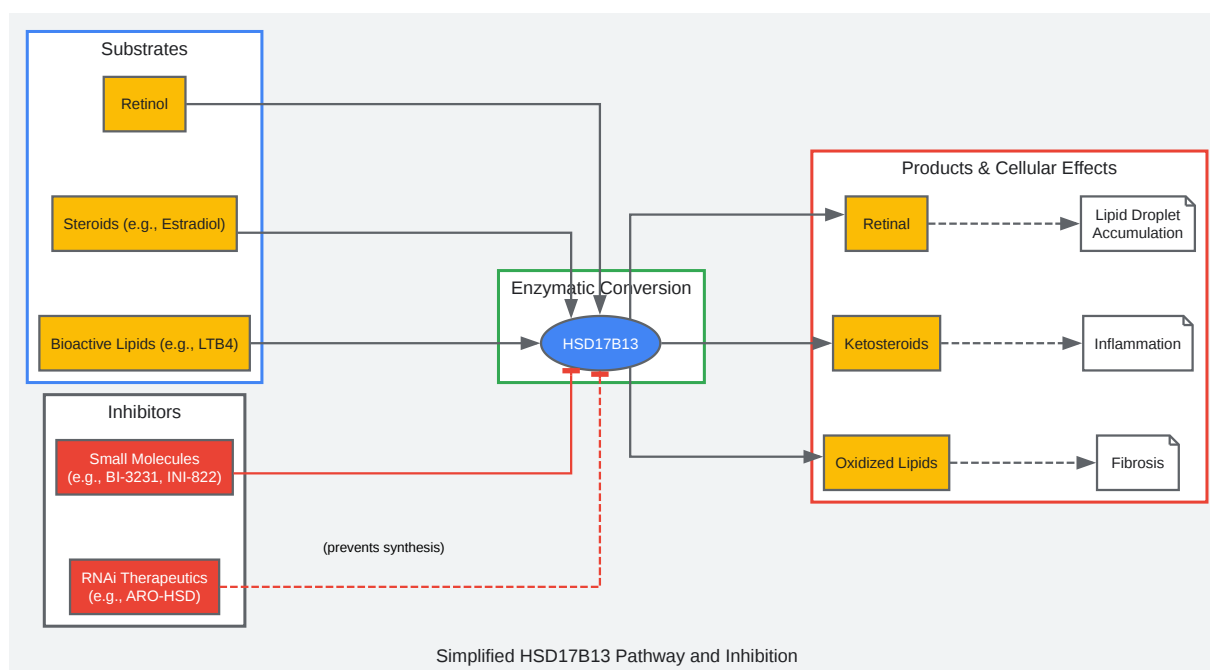 Substrates
Retinol
Steroids (e.g., Estradiol)
Bioactive Lipids (e.g., LTB4)
Inhibitors
Small Molecules
(e.g., BI-3231, INI-822)
RNAi Therapeutics
(e.g., ARO-HSD)
(prevents synthesis)
Enzymatic Conversion
HSD17B13
Products & Cellular Effects
Retinal
Lipid Droplet
Accumulation
Ketosteroids
Inflammation
Oxidized Lipids
Fibrosis
Simplified HSD17B13 Pathway and Inhibition